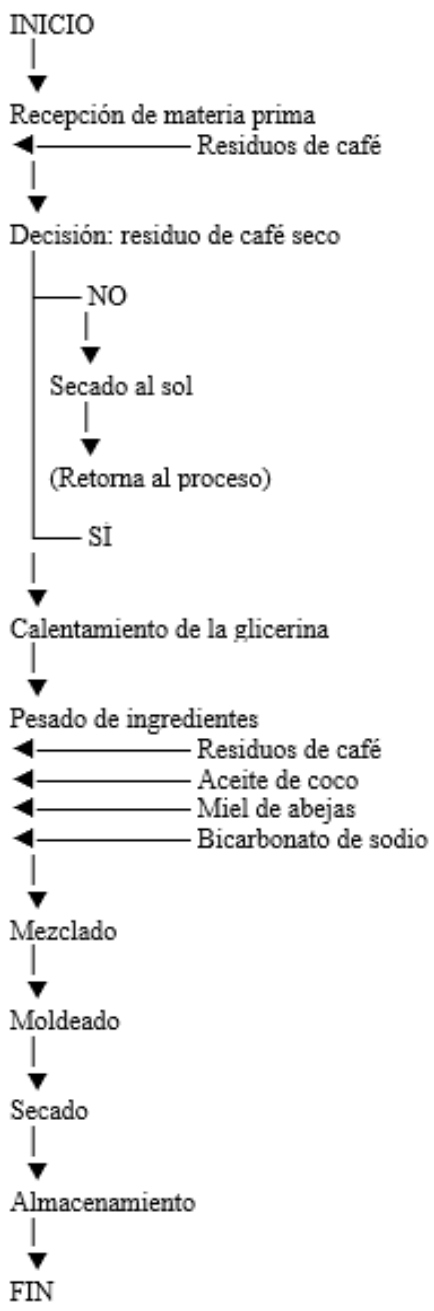 INICIO
Recepción de materia prima
Residuos de café
Decisión: residuo de café seco
NO
Secado al sol
(Retorna al proceso)
SÍ
Calentamiento de la glicerina
Pesado de ingredientes
Residuos de café
Aceite de coco
Miel de abejas
Bicarbonato de sodio
Mezclado
Moldeado
Secado
Almacenamiento
FIN